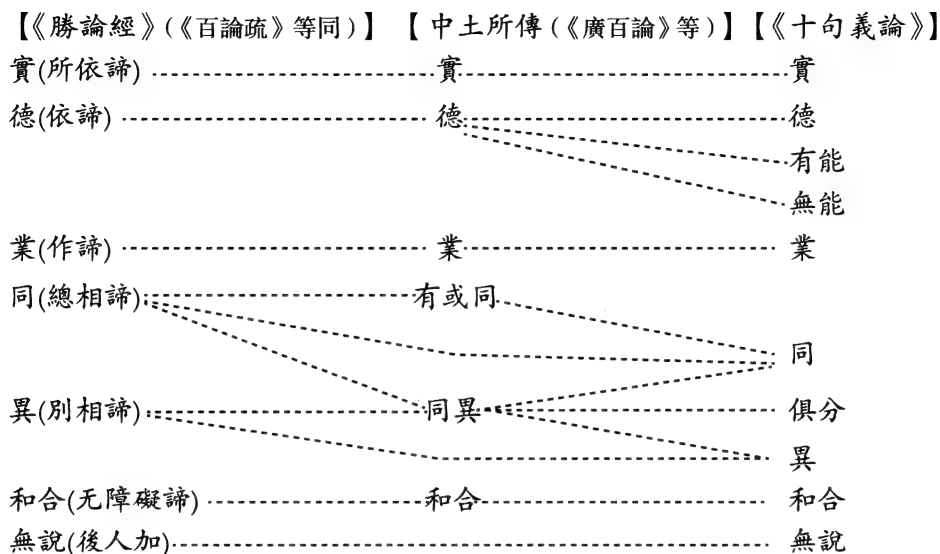 【《勝論經》(《百論疏》等同)】 【中土所傳(《廣百論》等)】 【《十句義論》】
實(所依諦) 實 實
德(依諦) 德 德
有能
無能
業(作諦) 業 業
同(總相諦) 有或同
同
異(別相諦) 同異 俱分
異
和合(无障礙諦) 和合 和合
無說(後人加) 無說